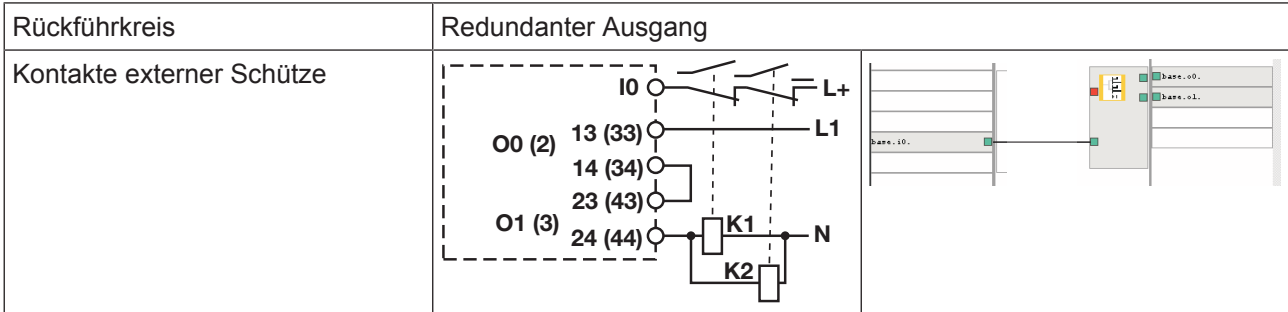 Rückführkreis
Redundanter Ausgang
Kontakte externer Schütze
I0
L+
O0 (2)
13 (33)
L1
14 (34)
23 (43)
O1 (3)
24 (44)
K1
N
K2
base.i0.
base.o0.
base.o1.